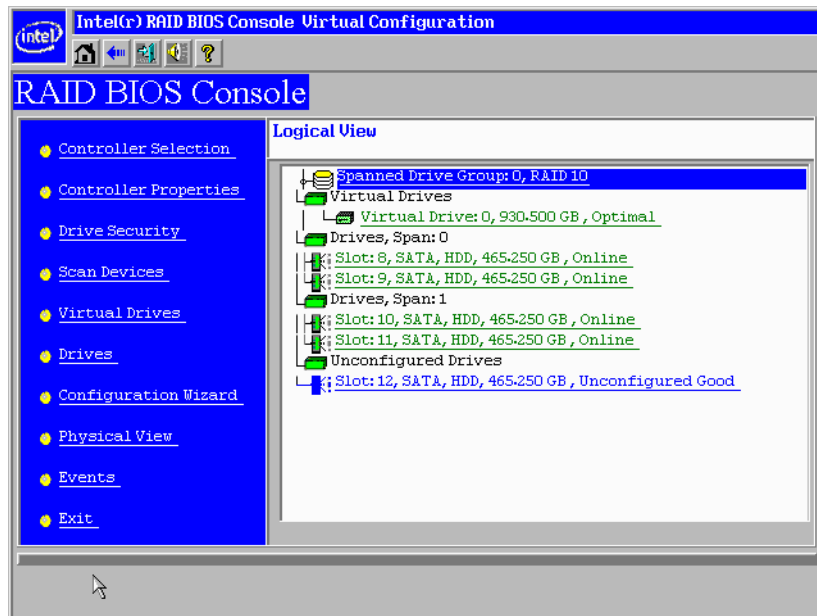 Intel(r) RAID BIOS Console Virtual Configuration
intel
?
RAID BIOS Console
Controller Selection
Controller Properties
Drive Security
Scan Devices
Virtual Drives
Drives
Configuration Wizard
Physical View
Events
Exit
Logical View
Spanned Drive Group: 0, RAID 10
Virtual Drives
Virtual Drive: 0, 930.500 GB , Optimal
Drives, Span: 0
Slot: 8, SATA, HDD, 465.250 GB , Online
Slot: 9, SATA, HDD, 465.250 GB , Online
Drives, Span: 1
Slot: 10, SATA, HDD, 465.250 GB , Online
Slot: 11, SATA, HDD, 465.250 GB , Online
Unconfigured Drives
Slot: 12, SATA, HDD, 465.250 GB , Unconfigured Good